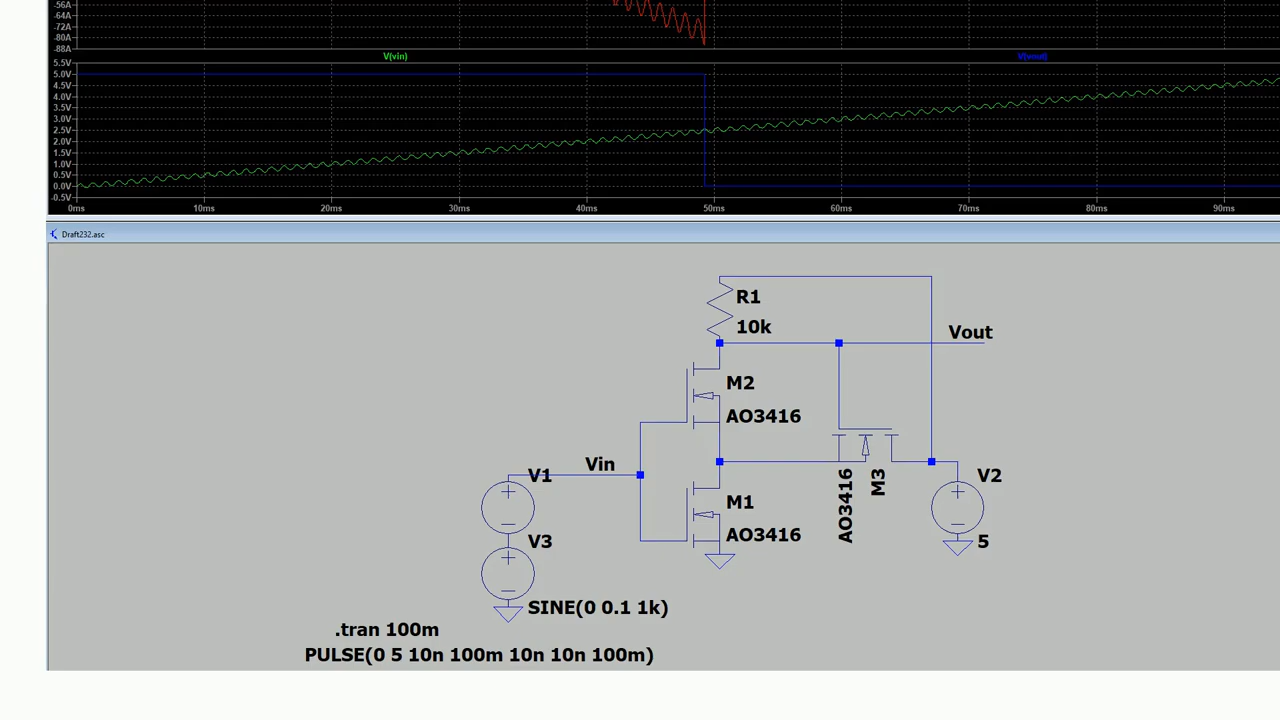 -56A
-64A
-72A
-80A
-88A
V(vin) V(vout)
5.5V
5.0V
4.5V
4.0V
3.5V
3.0V
2.5V
2.0V
1.5V
1.0V
0.5V
0.0V
-0.5V
0ms 10ms 20ms 30ms 40ms 50ms 60ms 70ms 80ms 90ms
Draft232.asc
R1
10k
Vout
M2
AO3416
Vin
V1
M1
AO3416
AO3416
M3
V2
5
V3
SINE(0 0.1 1k)
.tran 100m
PULSE(0 5 10n 100m 10n 10n 100m)